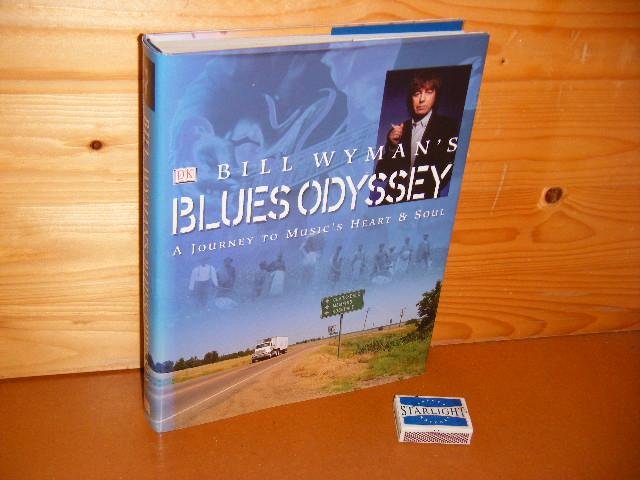 DK
BILL WYMAN'S
BLUES ODYSSEY
A JOURNEY TO MUSIC'S HEART & SOUL
STARLIGHT